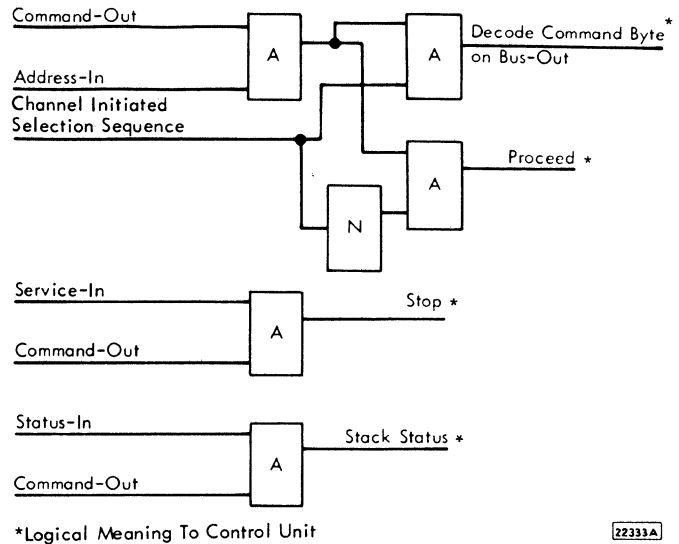 Command-Out
A
A
Decode Command Byte *
on Bus-Out
Address-In
Channel Initiated
Selection Sequence
Proceed *
A
N
Service-In
Stop *
A
Command-Out
Status-In
Stack Status *
A
Command-Out
*Logical Meaning To Control Unit
22333A